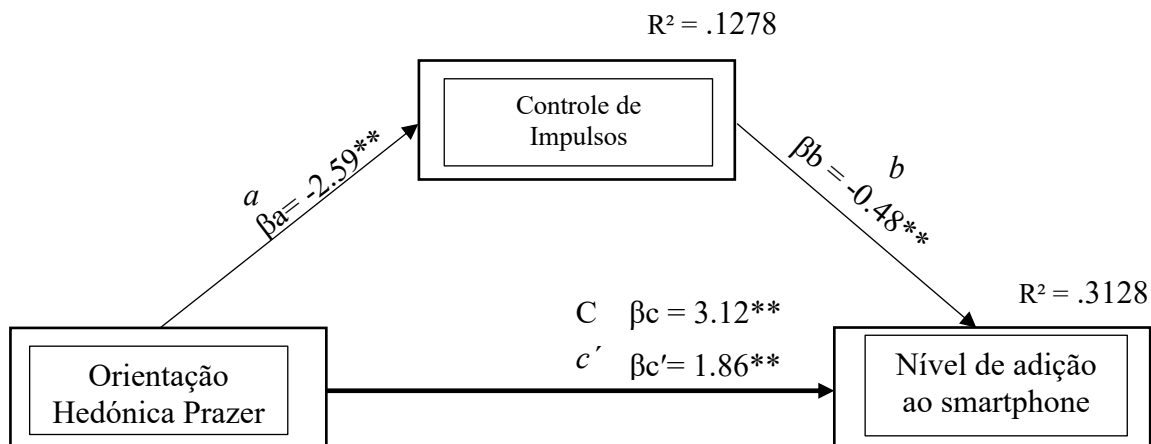 R² = .1278
Controle de
Impulsos
a
βa= -2.59**
b
βb = -0.48**
R² = .3128
C βc = 3.12**
c´ βc′= 1.86**
Orientação
Hedónica Prazer
Nível de adição
ao smartphone